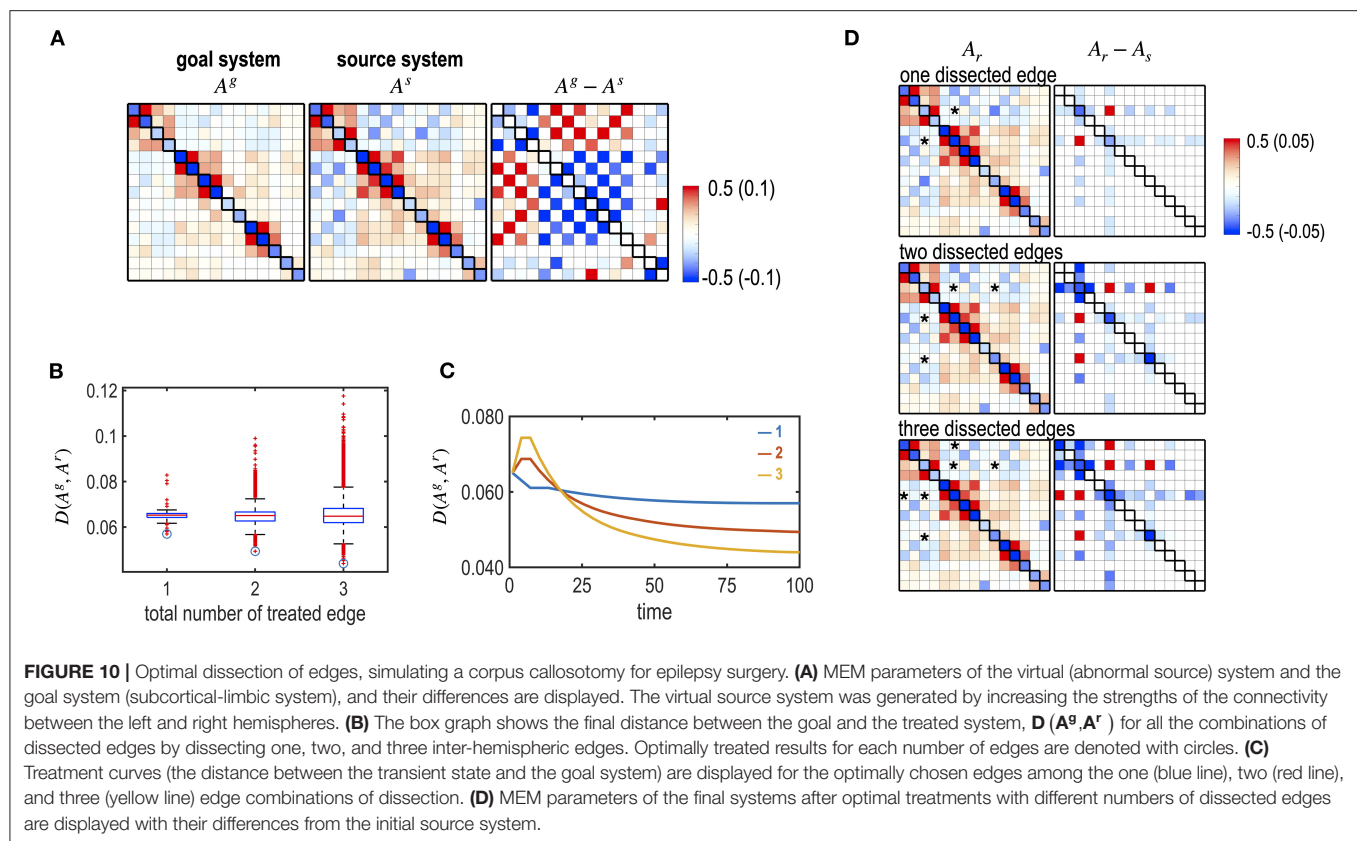 A
goal system
A^g
source system
A^s
A^g − A^s
0.5 (0.1)
-0.5 (-0.1)
B
D(A^g, A^r)
0.12
0.1
0.08
0.06
1
2
3
total number of treated edge
C
D(A^g, A^r)
0.080
0.060
0.040
1
2
3
0
25
50
75
100
time
D
A_r
A_r − A_s
one dissected edge
*
*
0.5 (0.05)
-0.5 (-0.05)
two dissected edges
* *
*
*
three dissected edges
*
* *
* *
*
FIGURE 10 | Optimal dissection of edges, simulating a corpus callosotomy for epilepsy surgery. (A) MEM parameters of the virtual (abnormal source) system and the
goal system (subcortical-limbic system), and their differences are displayed. The virtual source system was generated by increasing the strengths of the connectivity
between the left and right hemispheres. (B) The box graph shows the final distance between the goal and the treated system, D (A^g,A^r ) for all the combinations of
dissected edges by dissecting one, two, and three inter-hemispheric edges. Optimally treated results for each number of edges are denoted with circles. (C)
Treatment curves (the distance between the transient state and the goal system) are displayed for the optimally chosen edges among the one (blue line), two (red line),
and three (yellow line) edge combinations of dissection. (D) MEM parameters of the final systems after optimal treatments with different numbers of dissected edges
are displayed with their differences from the initial source system.